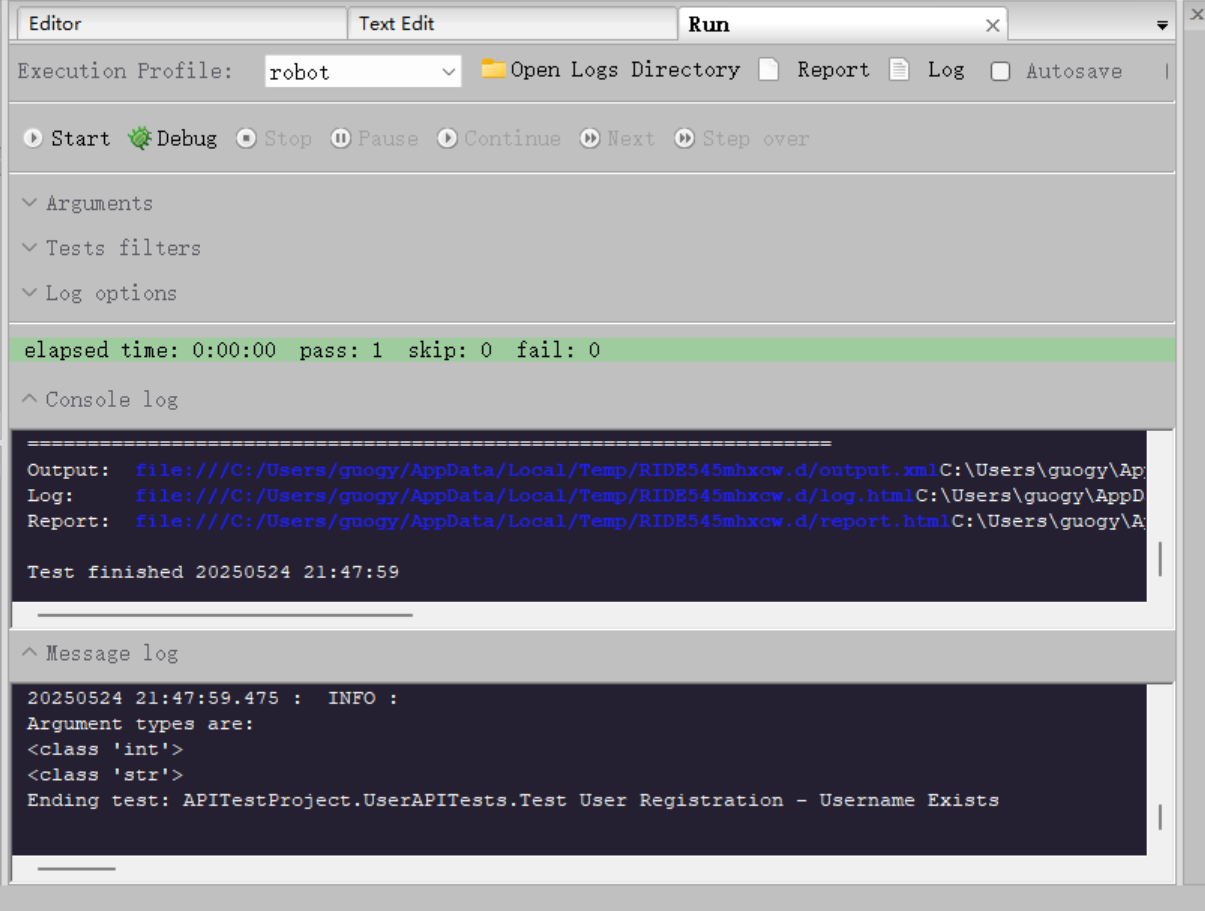 Editor Text Edit Run
Execution Profile: robot Open Logs Directory Report Log Autosave
Start Debug Stop Pause Continue Next Step over
Arguments
Tests filters
Log options
elapsed time: 0:00:00 pass: 1 skip: 0 fail: 0
Console log
======================================================================
Output: file:///C:/Users/guogy/AppData/Local/Temp/RIDE545mhxcw.d/output.xmlC:\Users\guogy\Ap
Log: file:///C:/Users/guogy/AppData/Local/Temp/RIDE545mhxcw.d/log.htmlC:\Users\guogy\AppD
Report: file:///C:/Users/guogy/AppData/Local/Temp/RIDE545mhxcw.d/report.htmlC:\Users\guogy\A
Test finished 20250524 21:47:59
Message log
20250524 21:47:59.475 : INFO :
Argument types are:
<class 'int'>
<class 'str'>
Ending test: APITestProject.UserAPITests.Test User Registration - Username Exists